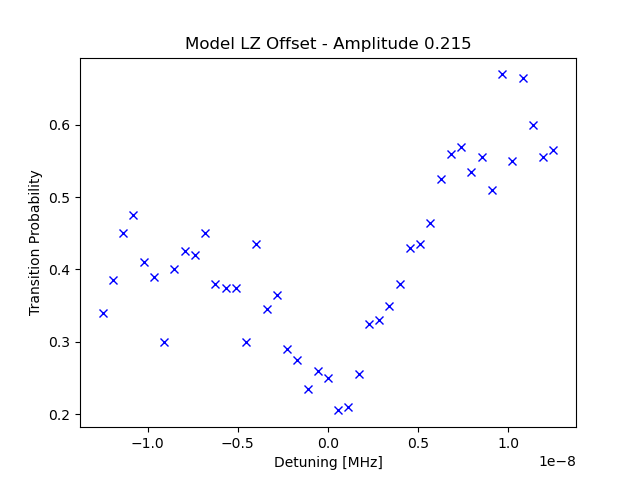 Model LZ Offset - Amplitude 0.215
Transition Probability
0.6
0.5
0.4
0.3
0.2
−1.0 −0.5 0.0 0.5 1.0
1e−8
Detuning [MHz]